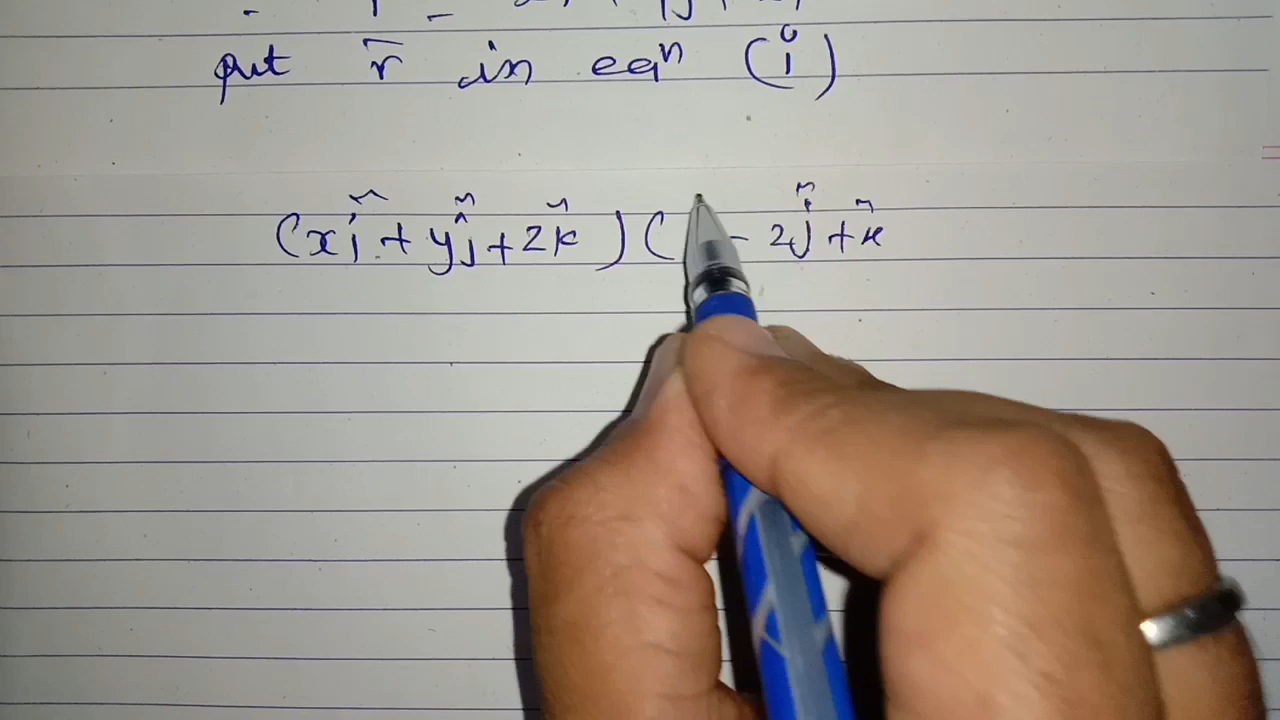 put r̅ in eqⁿ (i)
(xî + yĵ + zk̂) ( - 2ĵ + k̂